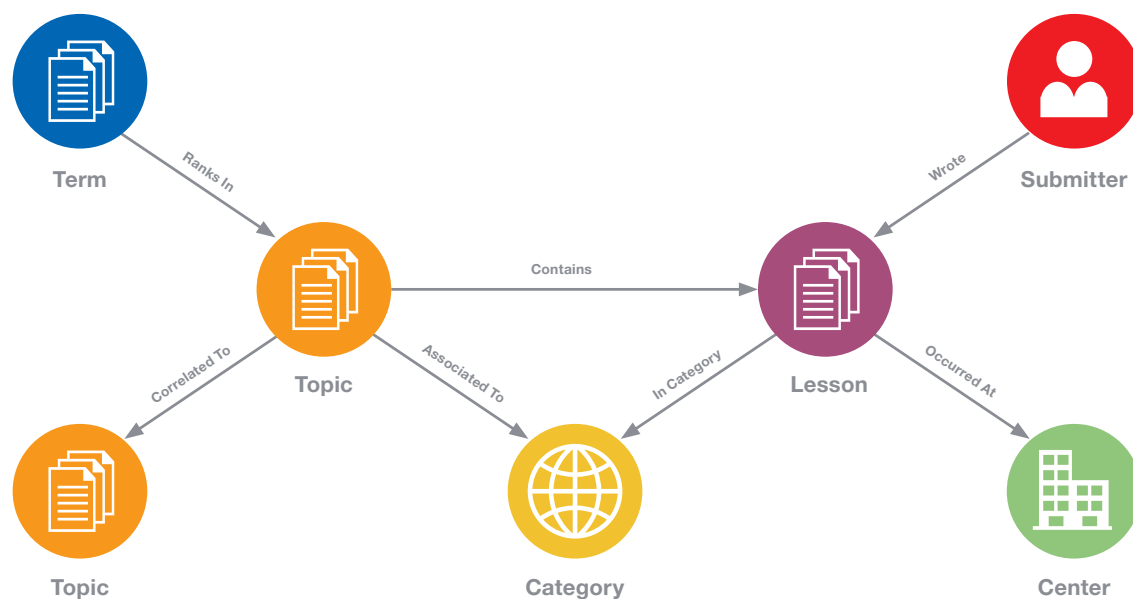 Term
Ranks In
Submitter
Wrote
Contains
Topic
Lesson
Correlated To
Associated To
In Category
Occurred At
Topic
Category
Center